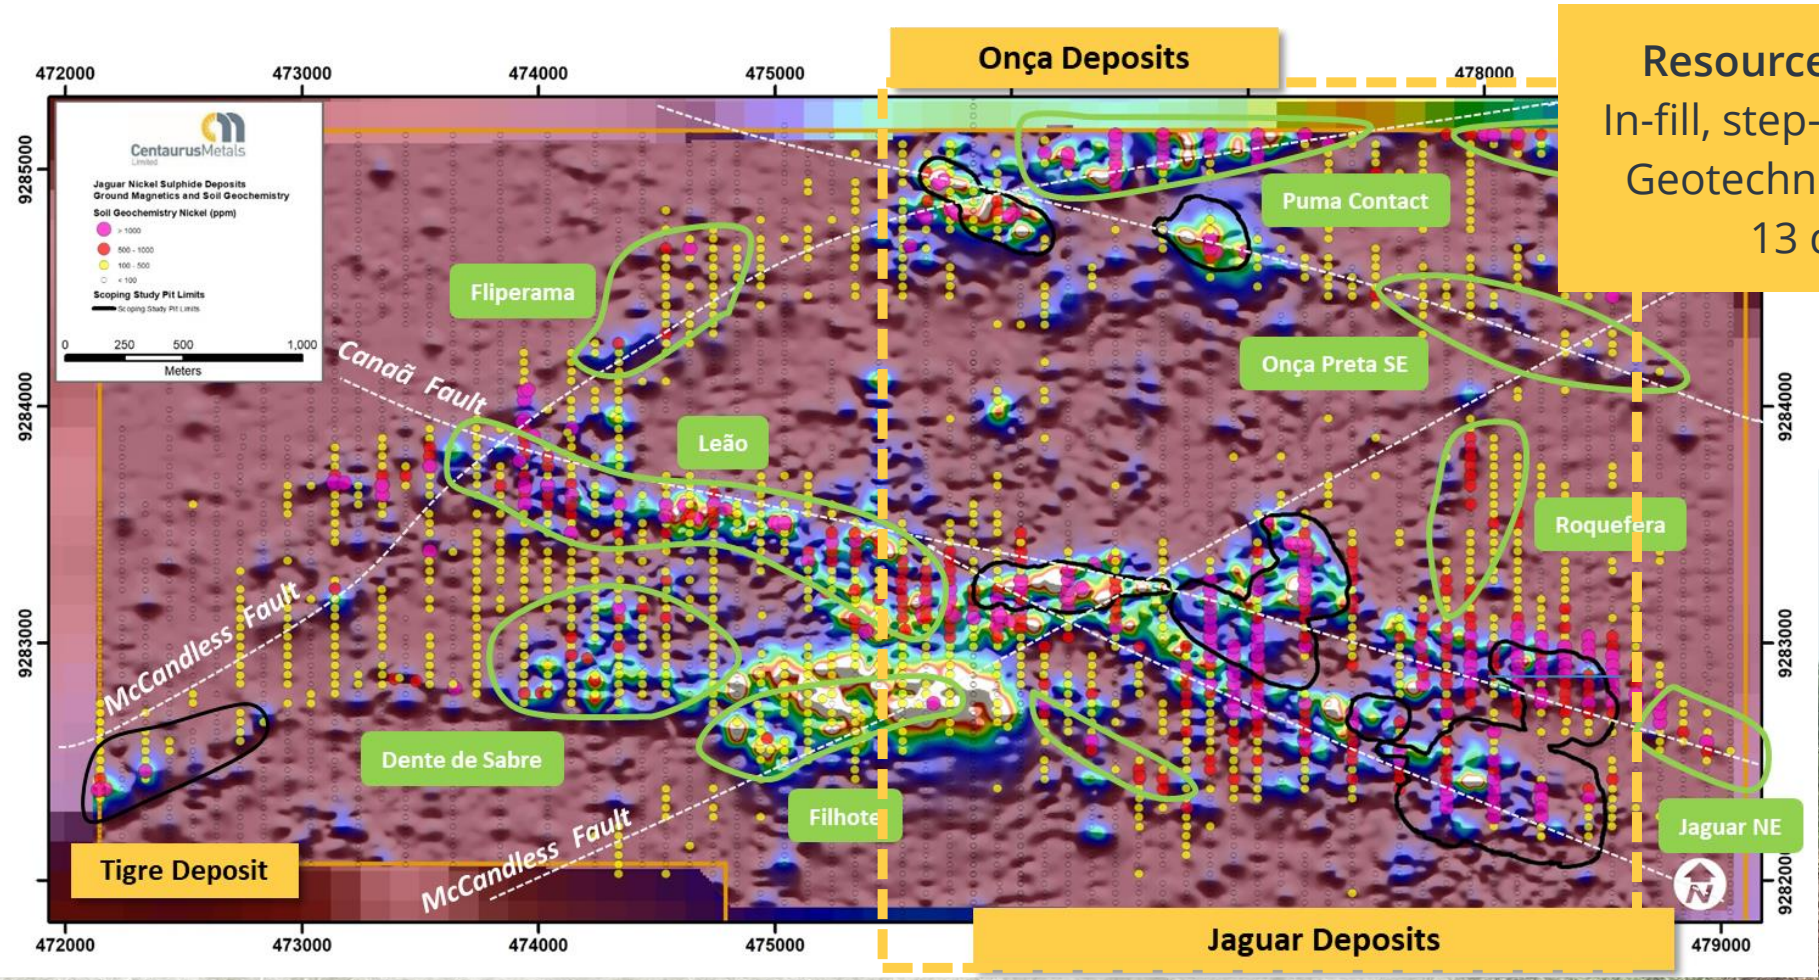 Onça Deposits
Resource
In-fill, step-
Geotechn
13
472000
473000
474000
475000
478000
CentaurusMetals
Limited
Jaguar Nickel Sulphide Deposits
Ground Magnetics and Soil Geochemistry
Soil Geochemistry Nickel (ppm)
> 1000
500 - 1000
100 - 500
< 100
Scoping Study Pit Limits
Scoping Study Pit Limits
0 250 500 1,000
Meters
9285000
9284000
9283000
9284000
9283000
9282000
Puma Contact
Fliperama
Canaã Fault
Onça Preta SE
Leão
Roquefera
McCandless Fault
Dente de Sabre
Filhote
Jaguar NE
McCandless Fault
Tigre Deposit
N
Jaguar Deposits
472000
473000
474000
475000
479000